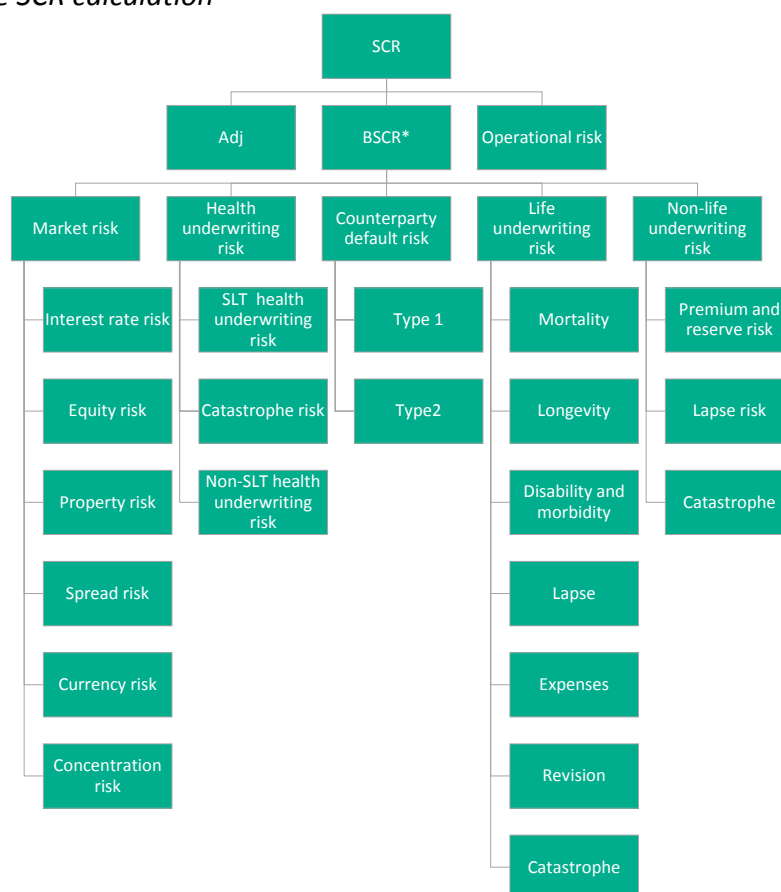 SCR calculation
SCR
Adj
BSCR*
Operational risk
Market risk
Health
underwriting
risk
Counterparty
default risk
Life
underwriting
risk
Non-life
underwriting
risk
Interest rate risk
Equity risk
Property risk
Spread risk
Currency risk
Concentration
risk
SLT health
underwriting
risk
Catastrophe risk
Non-SLT health
underwriting
risk
Type 1
Type2
Mortality
Longevity
Disability and
morbidity
Lapse
Expenses
Revision
Catastrophe
Premium and
reserve risk
Lapse risk
Catastrophe